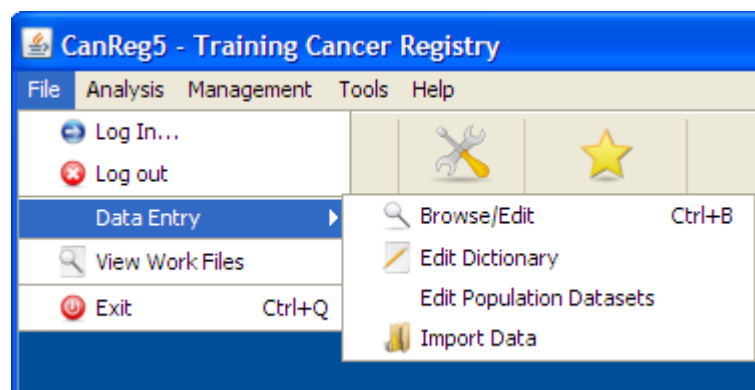 CanReg5 - Training Cancer Registry
File Analysis Management Tools Help
Log In...
Log out
Data Entry
View Work Files
Exit Ctrl+Q
Browse/Edit Ctrl+B
Edit Dictionary
Edit Population Datasets
Import Data